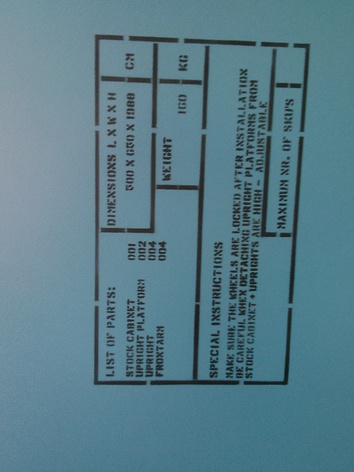 LIST OF PARTS:
STOCK CABINET 001
UPRIGHT PLATFORM 002
UPRIGHT 004
FRONTARM 004
DIMENSIONS L X W X H
500 X 650 X 1980 CM
WEIGHT
160 KG
SPECIAL INSTRUCTIONS
MAKE SURE THE WHEELS ARE LOCKED AFTER INSTALLATION
BE CAREFUL WHEN DETACHING UPRIGHT PLATFORMS FROM
STOCK CABINET + UPRIGHTS ARE HIGH - ADJUSTABLE
MAXIMUM NR. OF SKU'S